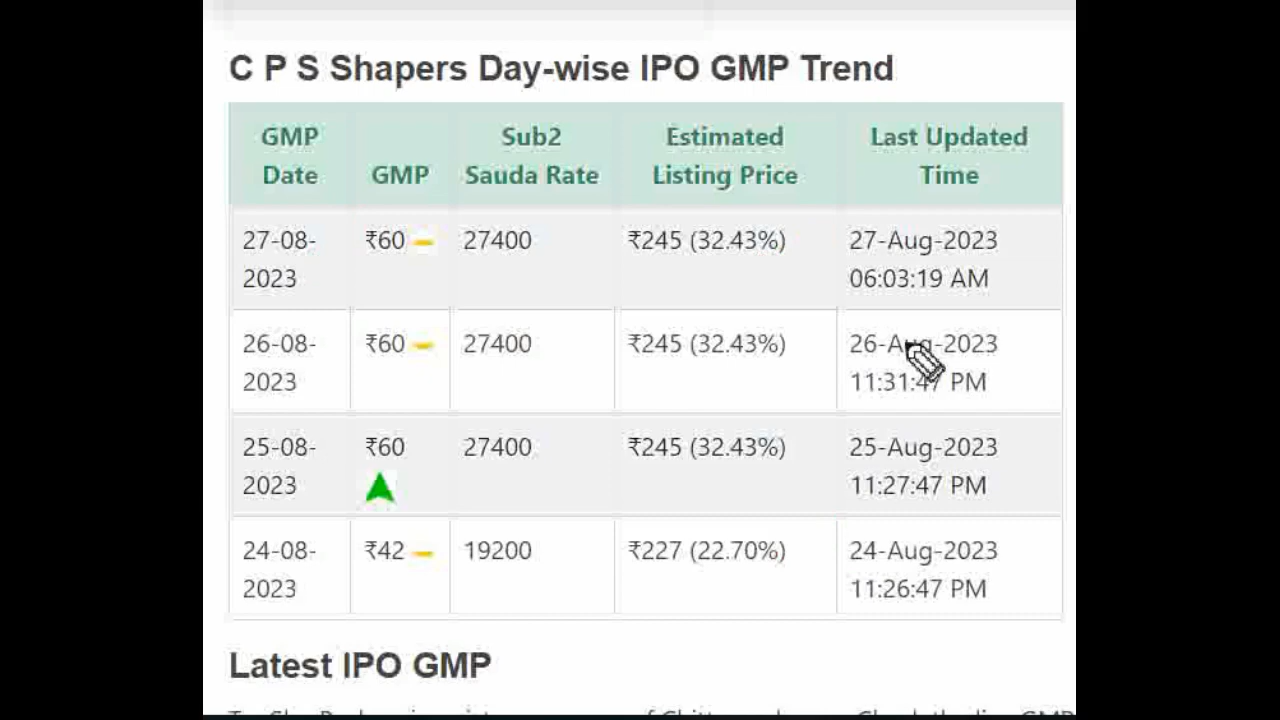 C P S Shapers Day-wise IPO GMP Trend
GMP Date GMP Sub2 Sauda Rate Estimated Listing Price Last Updated Time
27-08-2023 ₹60 27400 ₹245 (32.43%) 27-Aug-2023 06:03:19 AM
26-08-2023 ₹60 27400 ₹245 (32.43%) 26-Aug-2023 11:31:47 PM
25-08-2023 ₹60 27400 ₹245 (32.43%) 25-Aug-2023 11:27:47 PM
24-08-2023 ₹42 19200 ₹227 (22.70%) 24-Aug-2023 11:26:47 PM
Latest IPO GMP